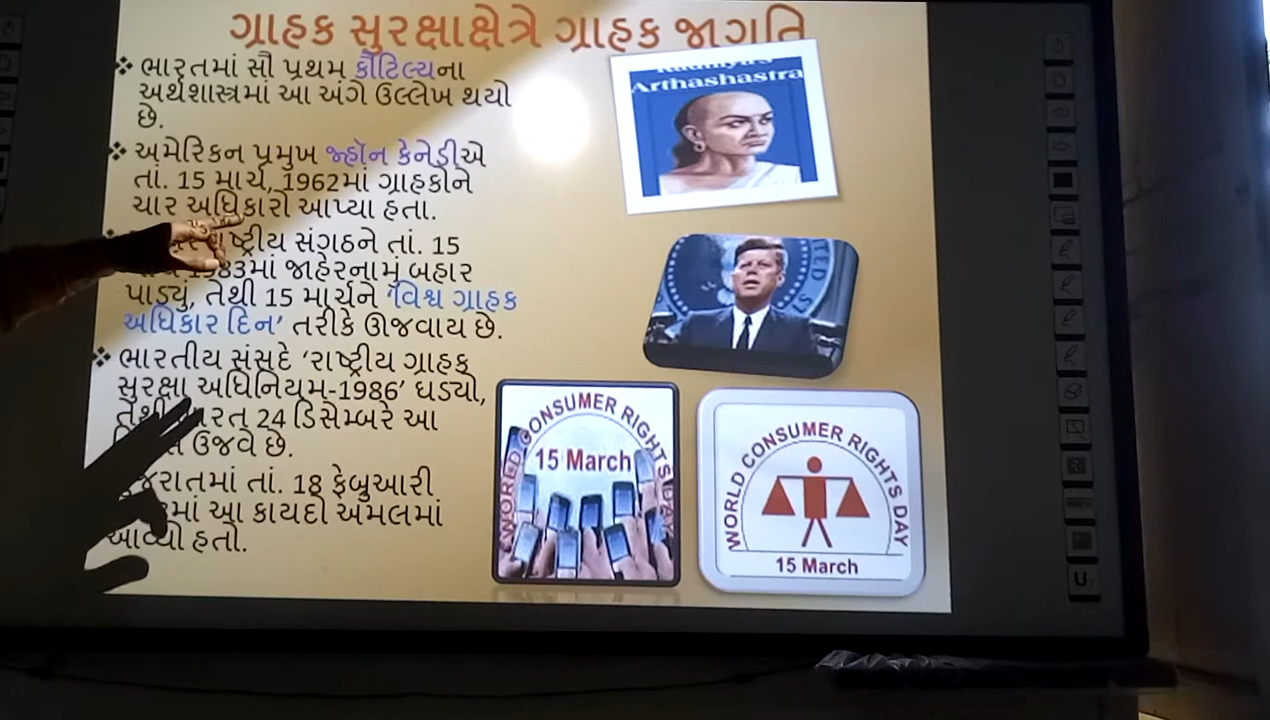 ગ્રાહક સુરક્ષાક્ષેત્રે ગ્રાહક જાગૃતિ
❖ ભારતમાં સૌ પ્રથમ કૌટિલ્યના
અર્થશાસ્ત્રમાં આ અંગે ઉલ્લેખ થયો
છે.
❖ અમેરિકન પ્રમુખ જ્હોન કેનેડીએ
તાં. 15 માર્ચ, 1962માં ગ્રાહકોને
ચાર અધિકારો આપ્યા હતા.
સંગઠને તાં. 15
1983માં જાહેરનામું બહાર
પાડ્યું, તેથી 15 માર્ચને 'વિશ્વ ગ્રાહક
અધિકાર દિન' તરીકે ઊજવાય છે.
❖ ભારતીય સંસદે 'રાષ્ટ્રીય ગ્રાહક
સુરક્ષા અધિનિયમ-1986' ઘડ્યો,
24 ડિસેમ્બરે આ
ઉજવે છે.
તાં. 18 ફેબ્રુઆરી
આ કાયદો અમલમાં
આવ્યો હતો.
Arthashastra
WORLD CONSUMER RIGHTS DAY
15 March
WORLD CONSUMER RIGHTS DAY
15 March